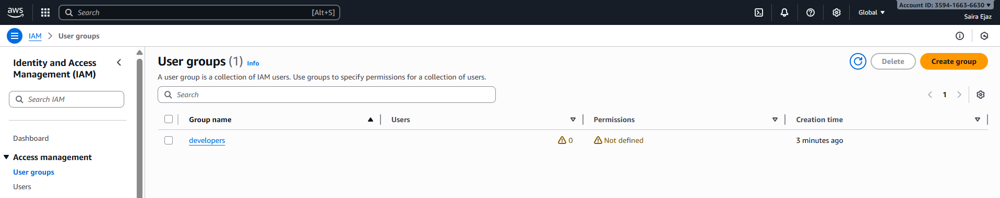 aws
Search [Alt+S]
Global
Account ID: 3594-1663-6630
Saira Ejaz
IAM > User groups
Identity and Access
Management (IAM)
Search IAM
Dashboard
Access management
User groups
Users
User groups (1) Info
Delete
Create group
A user group is a collection of IAM users. Use groups to specify permissions for a collection of users.
Search
1
Group name Users Permissions Creation time
developers 0 Not defined 3 minutes ago